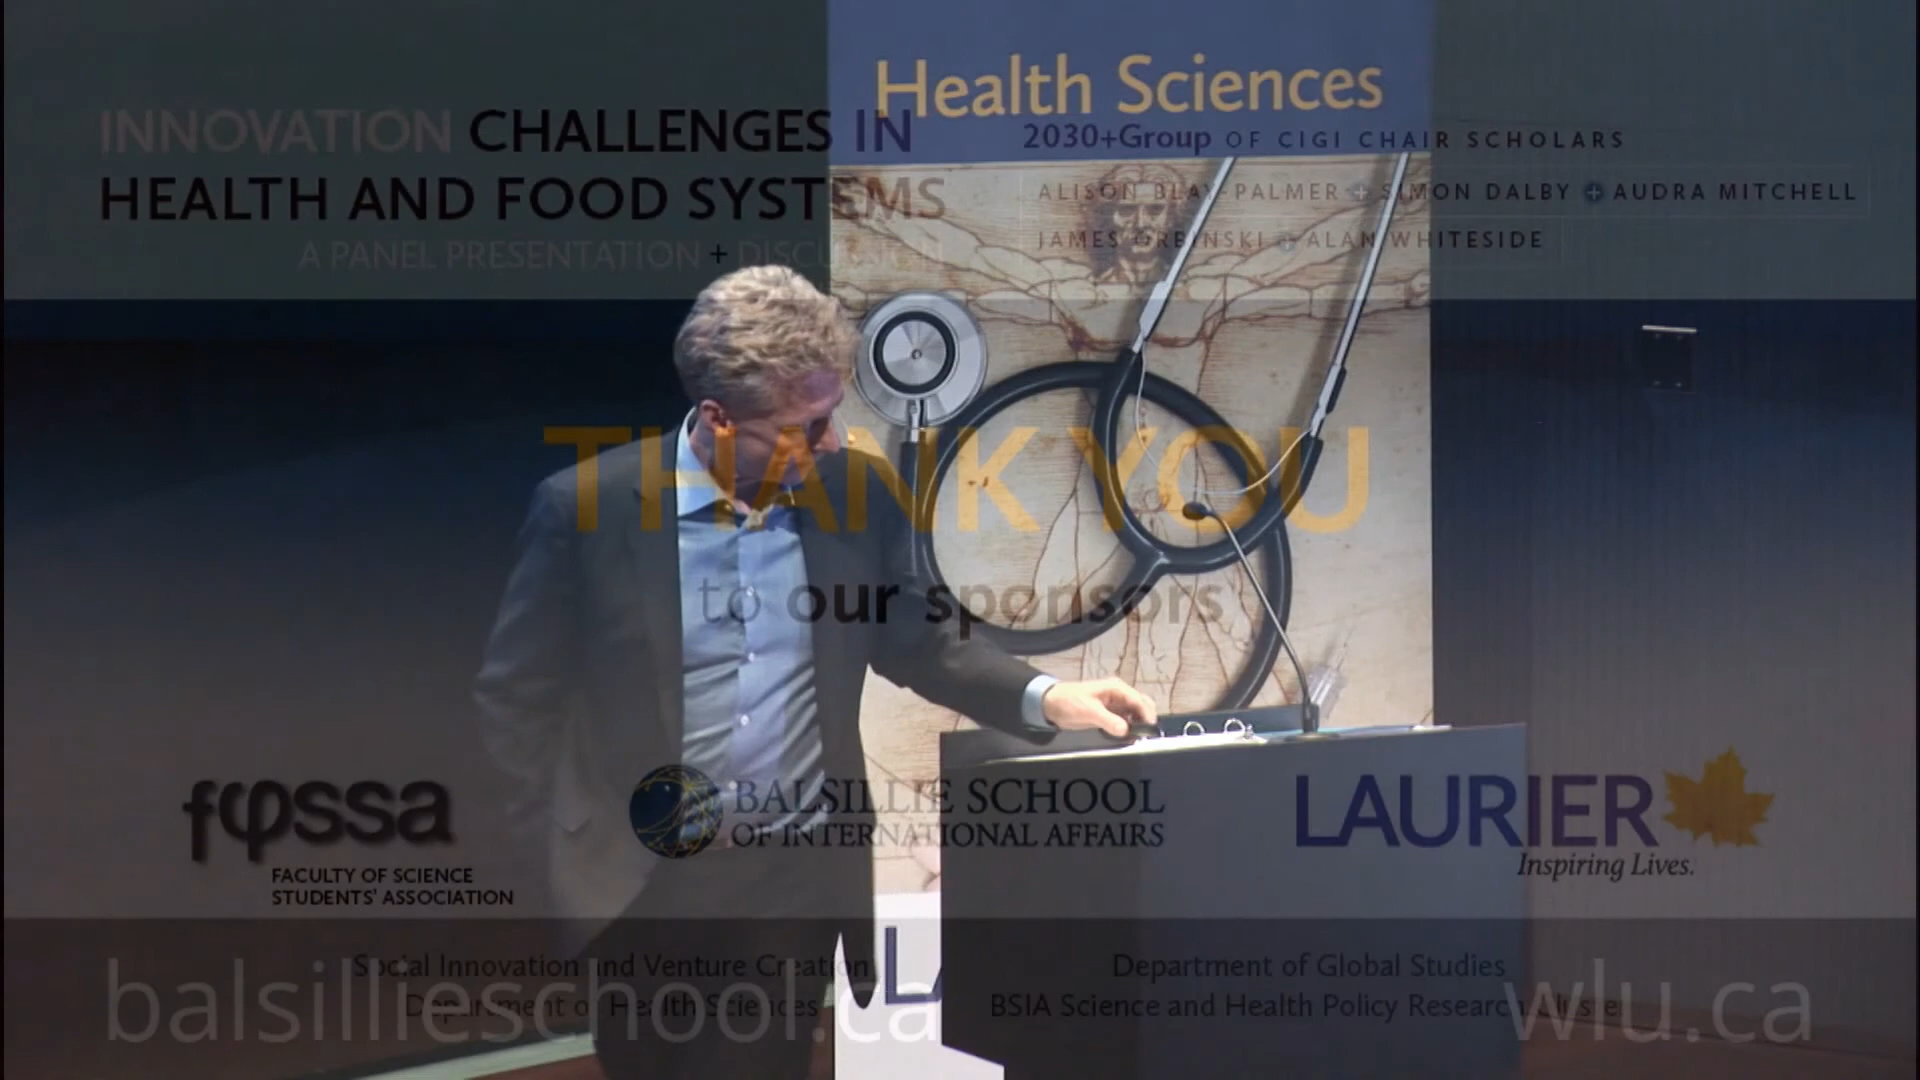 Health Sciences
INNOVATION CHALLENGES IN
HEALTH AND FOOD SYSTEMS
A PANEL PRESENTATION + DISCUSSION
2030+Group OF CIGI CHAIR SCHOLARS
ALISON BLAY-PALMER + SIMON DALBY + AUDRA MITCHELL
JAMES ORBINSKI + ALAN WHITESIDE
THANK YOU
to our sponsors
fφssa
FACULTY OF SCIENCE
STUDENTS' ASSOCIATION
BALSILLIE SCHOOL
OF INTERNATIONAL AFFAIRS
LAURIER
Inspiring Lives.
Social Innovation and Venture Creation
Department of Health Sciences
Department of Global Studies
BSIA Science and Health Policy Research Cluster
LA
balsillieschool.ca
wlu.ca